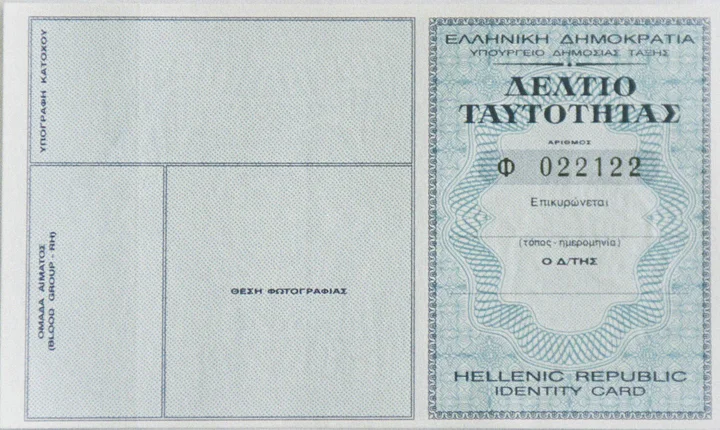 ΥΠΟΓΡΑΦΗ ΚΑΤΟΧΟΥ
ΟΜΑΔΑ ΑΙΜΑΤΟΣ
(BLOOD GROUP - RH)
ΘΕΣΗ ΦΩΤΟΓΡΑΦΙΑΣ
ΕΛΛΗΝΙΚΗ ΔΗΜΟΚΡΑΤΙΑ
ΥΠΟΥΡΓΕΙΟ ΔΗΜΟΣΙΑΣ ΤΑΞΗΣ
ΔΕΛΤΙΟ
ΤΑΥΤΟΤΗΤΑΣ
ΑΡΙΘΜΟΣ
Φ 022122
Επικυρώνεται
(τόπος - ημερομηνία)
Ο Δ/ΤΗΣ
HELLENIC REPUBLIC
IDENTITY CARD